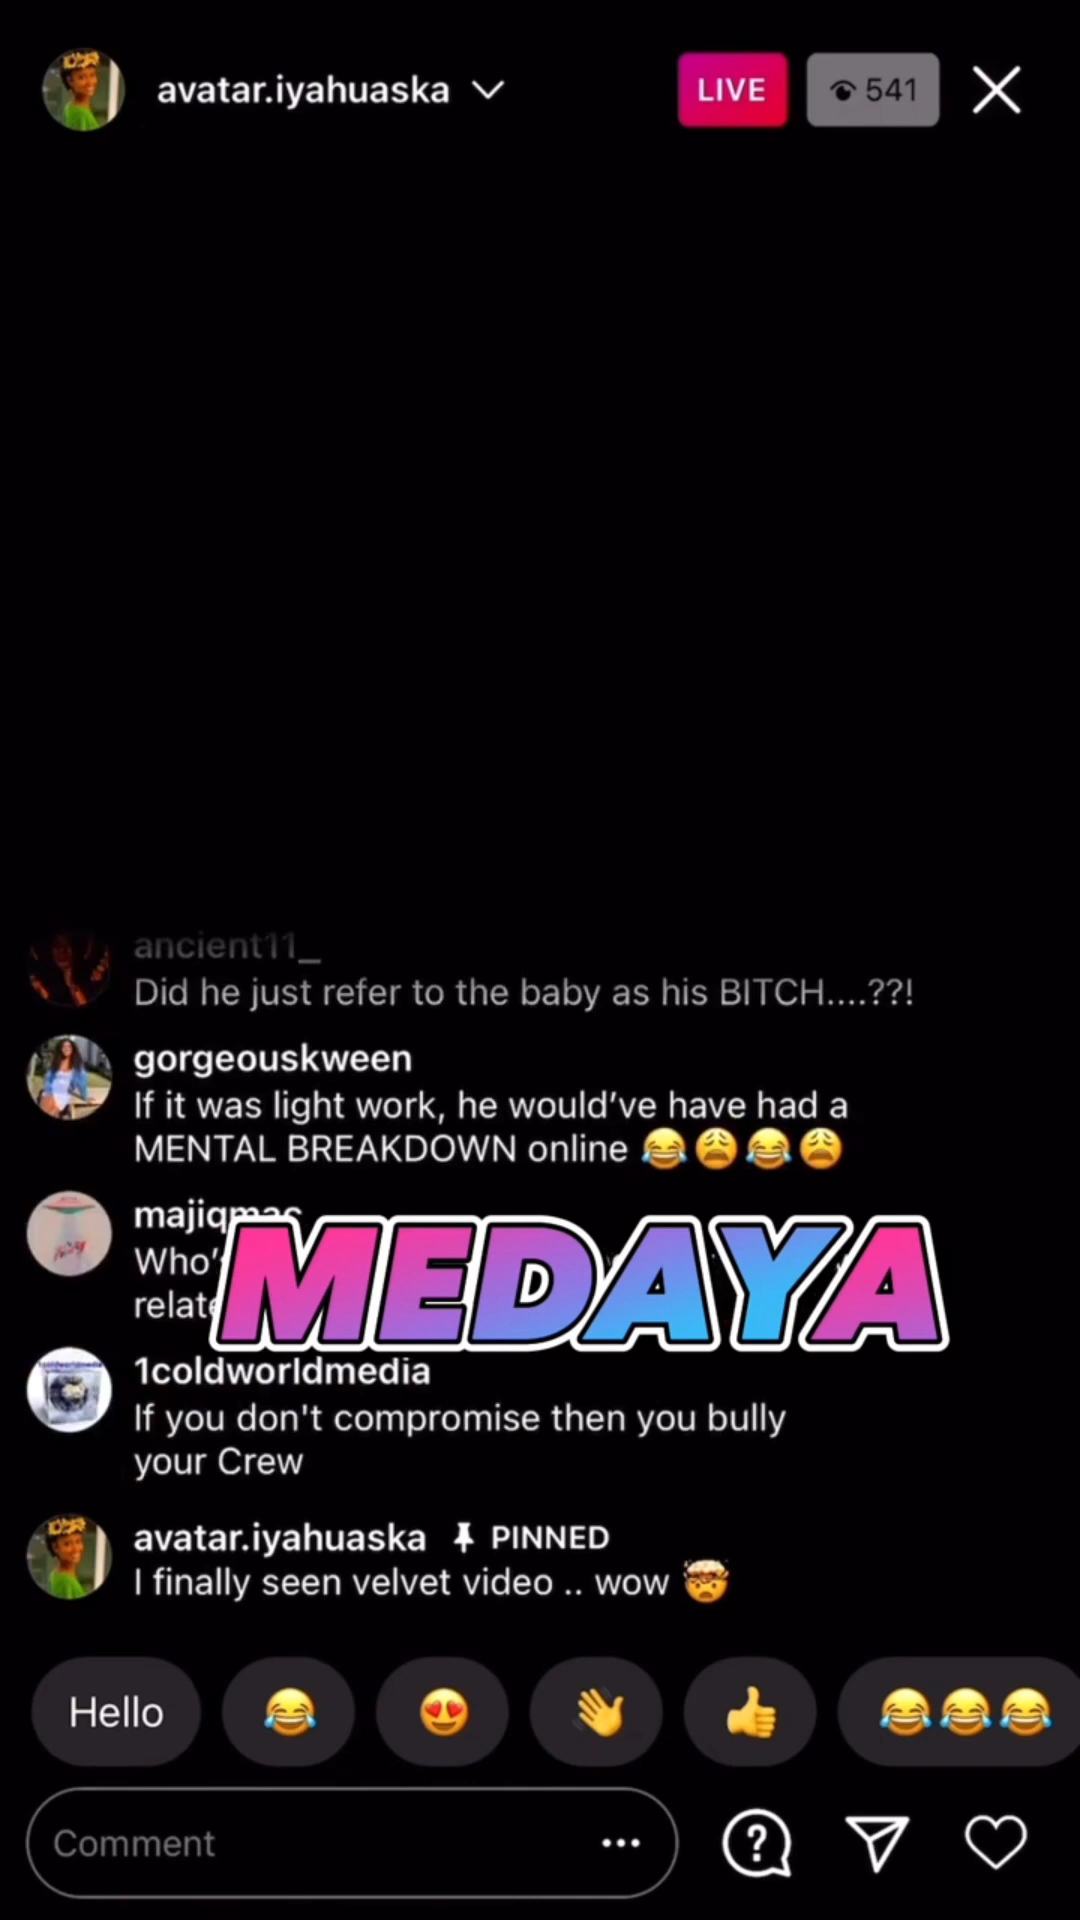 avatar.iyahuaska
LIVE
541
ancient11_
Did he just refer to the baby as his BITCH....??!
gorgeouskween
If it was light work, he would've have had a
MENTAL BREAKDOWN online 😂😩😂😩
majiqmac
Who's
MEDAYA
1coldworldmedia
If you don't compromise then you bully
your Crew
avatar.iyahuaska PINNED
I finally seen velvet video .. wow 🤯
Hello 😂 😍 👋 👍 😂😂😂
Comment